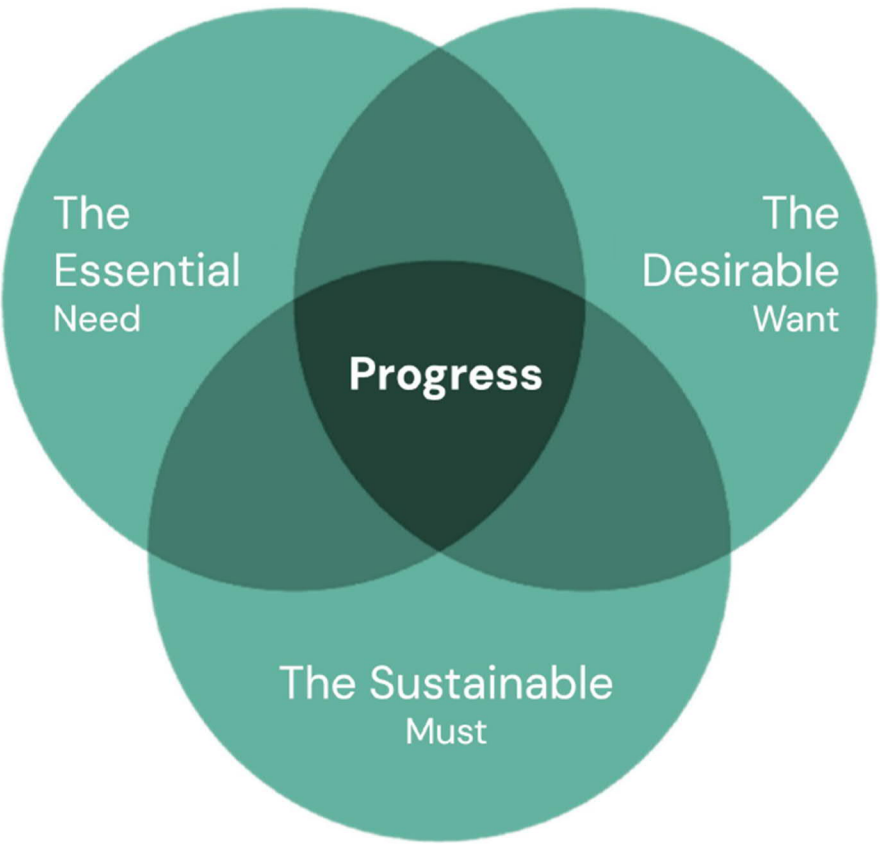 The
Essential
Need
The
Desirable
Want
Progress
The Sustainable
Must